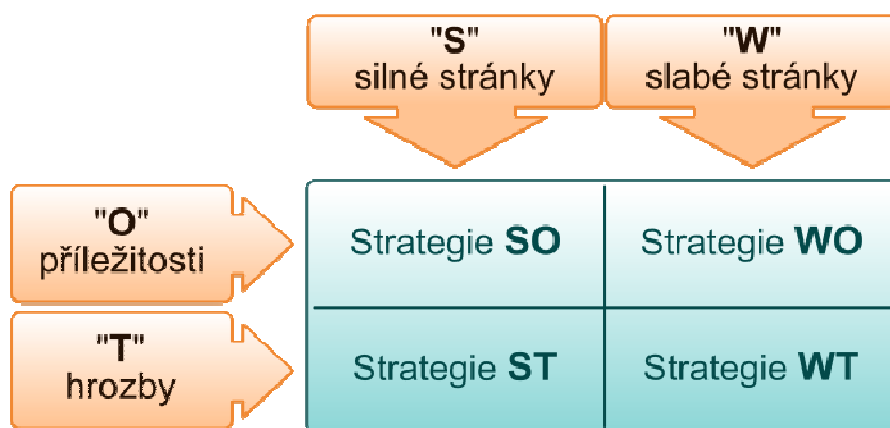 "S"
silné stránky
"W"
slabé stránky
"O"
příležitosti
Strategie SO
Strategie WO
"T"
hrozby
Strategie ST
Strategie WT